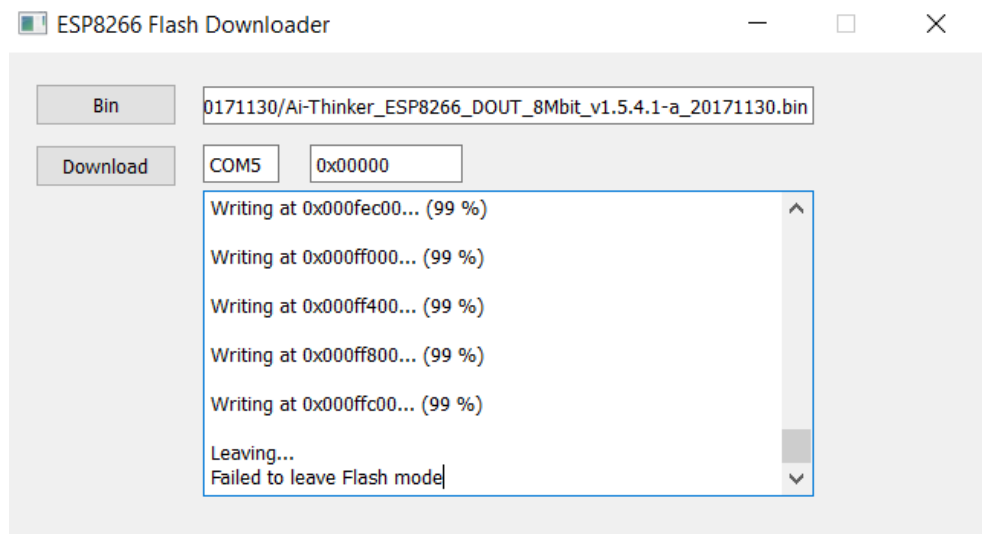 ESP8266 Flash Downloader
Bin
0171130/Ai-Thinker_ESP8266_DOUT_8Mbit_v1.5.4.1-a_20171130.bin
Download
COM5
0x00000
Writing at 0x000fec00... (99 %)
Writing at 0x000ff000... (99 %)
Writing at 0x000ff400... (99 %)
Writing at 0x000ff800... (99 %)
Writing at 0x000ffc00... (99 %)
Leaving...
Failed to leave Flash mode